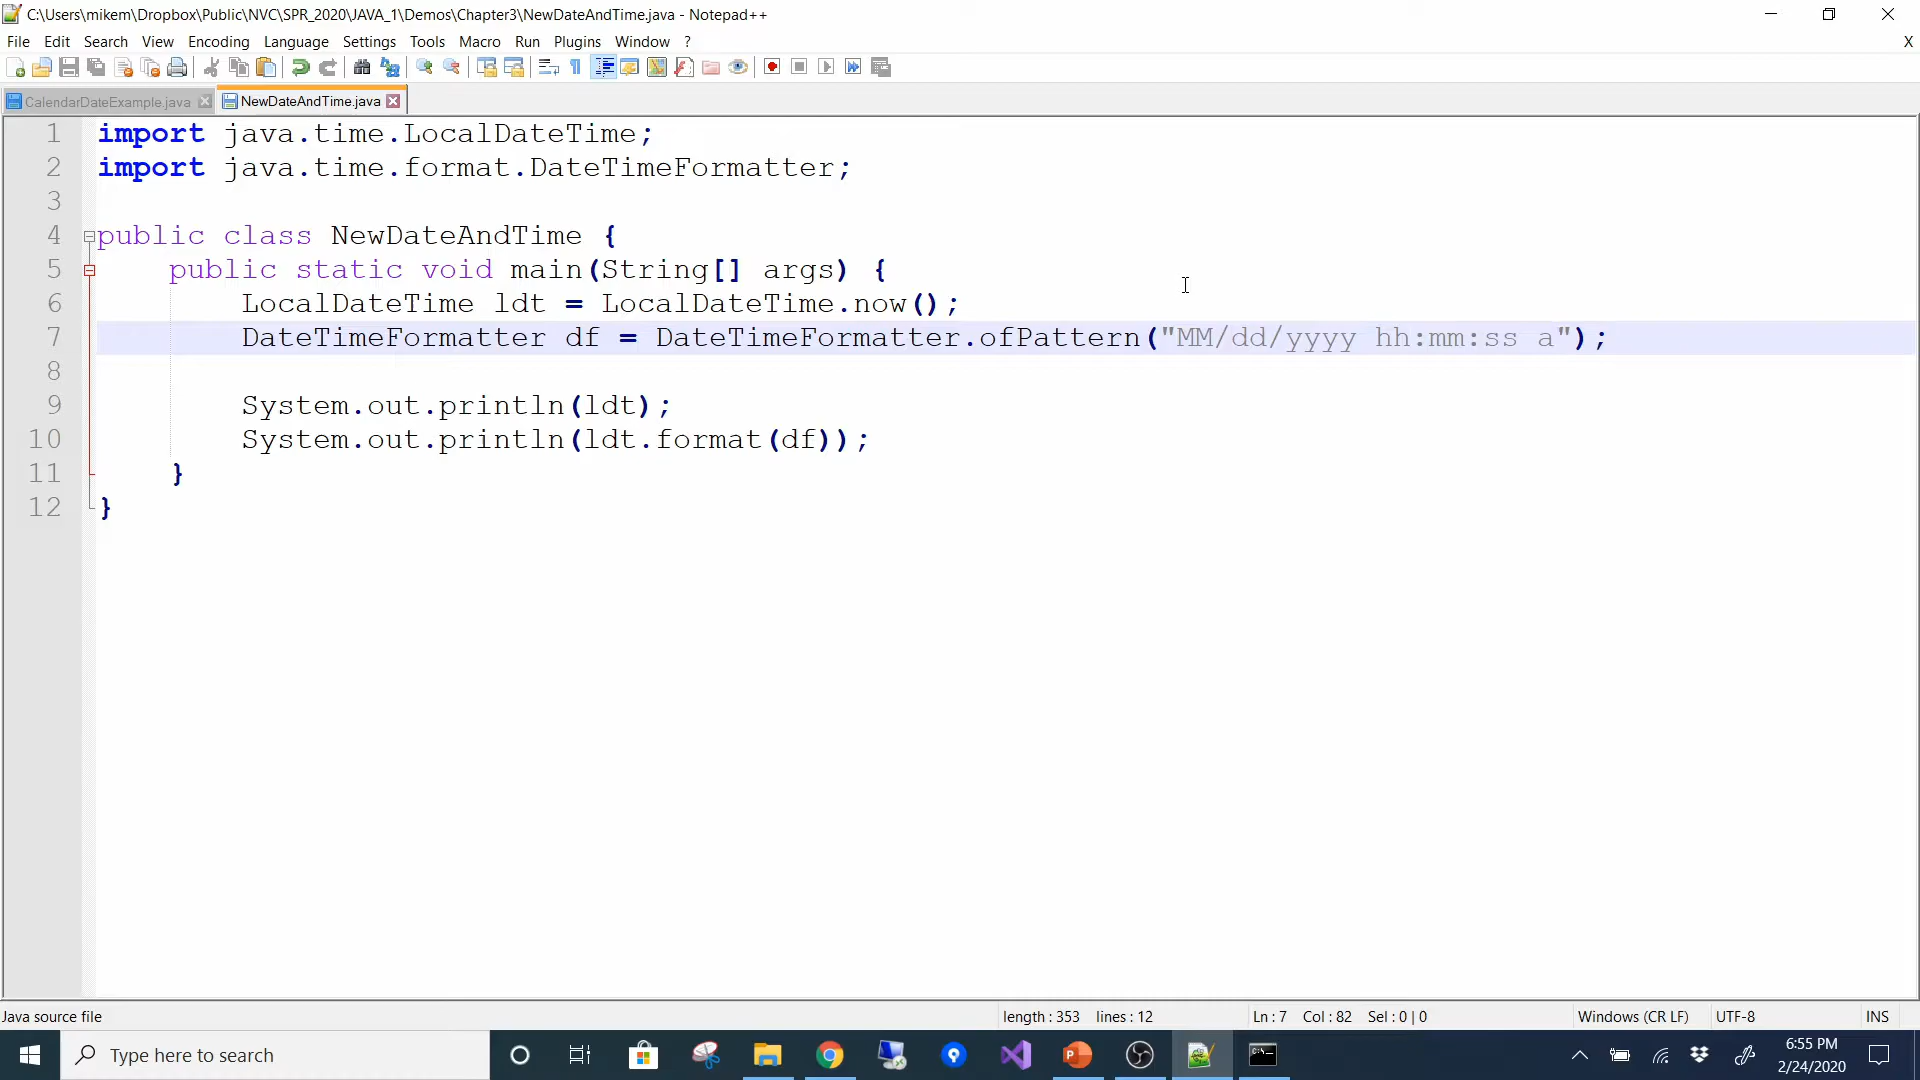 C:\Users\mikem\Dropbox\Public\NVC\SPR_2020\JAVA_1\Demos\Chapter3\NewDateAndTime.java - Notepad++
File Edit Search View Encoding Language Settings Tools Macro Run Plugins Window ? X
CalendarDateExample.java NewDateAndTime.java
1 import java.time.LocalDateTime;
2 import java.time.format.DateTimeFormatter;
3
4 public class NewDateAndTime {
5 public static void main(String[] args) {
6 LocalDateTime ldt = LocalDateTime.now();
7 DateTimeFormatter df = DateTimeFormatter.ofPattern("MM/dd/yyyy hh:mm:ss a");
8
9 System.out.println(ldt);
10 System.out.println(ldt.format(df));
11 }
12 }
Java source file length : 353 lines : 12 Ln : 7 Col : 82 Sel : 0 | 0 Windows (CR LF) UTF-8 INS
Type here to search
6:55 PM
2/24/2020